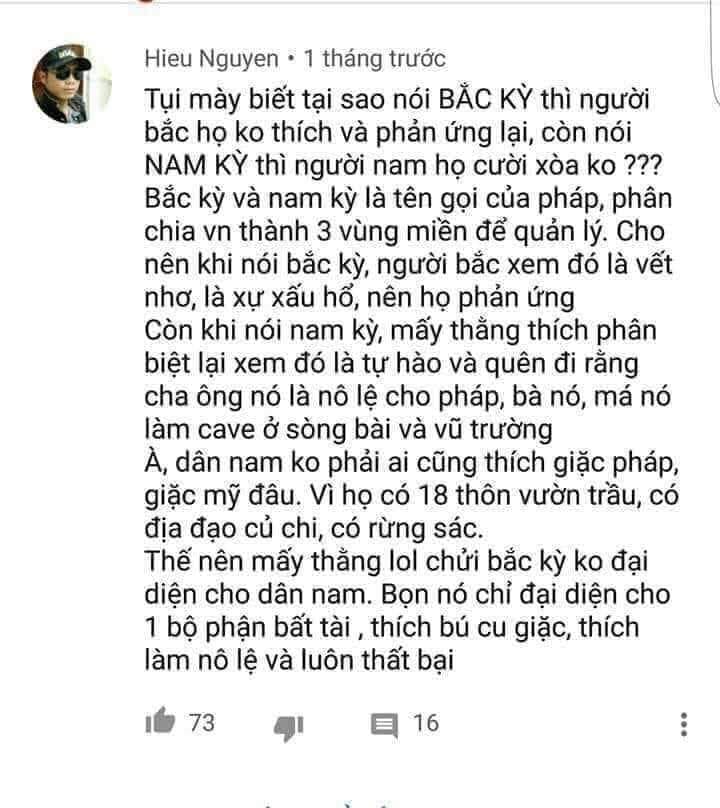 Hieu Nguyen • 1 tháng trước
Tụi mày biết tại sao nói BẮC KỲ thì người
bắc họ ko thích và phản ứng lại, còn nói
NAM KỲ thì người nam họ cười xòa ko ???
Bắc kỳ và nam kỳ là tên gọi của pháp, phân
chia vn thành 3 vùng miền để quản lý. Cho
nên khi nói bắc kỳ, người bắc xem đó là vết
nhơ, là xự xấu hổ, nên họ phản ứng
Còn khi nói nam kỳ, mấy thằng thích phân
biệt lại xem đó là tự hào và quên đi rằng
cha ông nó là nô lệ cho pháp, bà nó, má nó
làm cave ở sòng bài và vũ trường
À, dân nam ko phải ai cũng thích giặc pháp,
giặc mỹ đâu. Vì họ có 18 thôn vườn trầu, có
địa đạo củ chi, có rừng sác.
Thế nên mấy thằng lol chửi bắc kỳ ko đại
diện cho dân nam. Bọn nó chỉ đại diện cho
1 bộ phận bất tài , thích bú cu giặc, thích
làm nô lệ và luôn thất bại
73 16